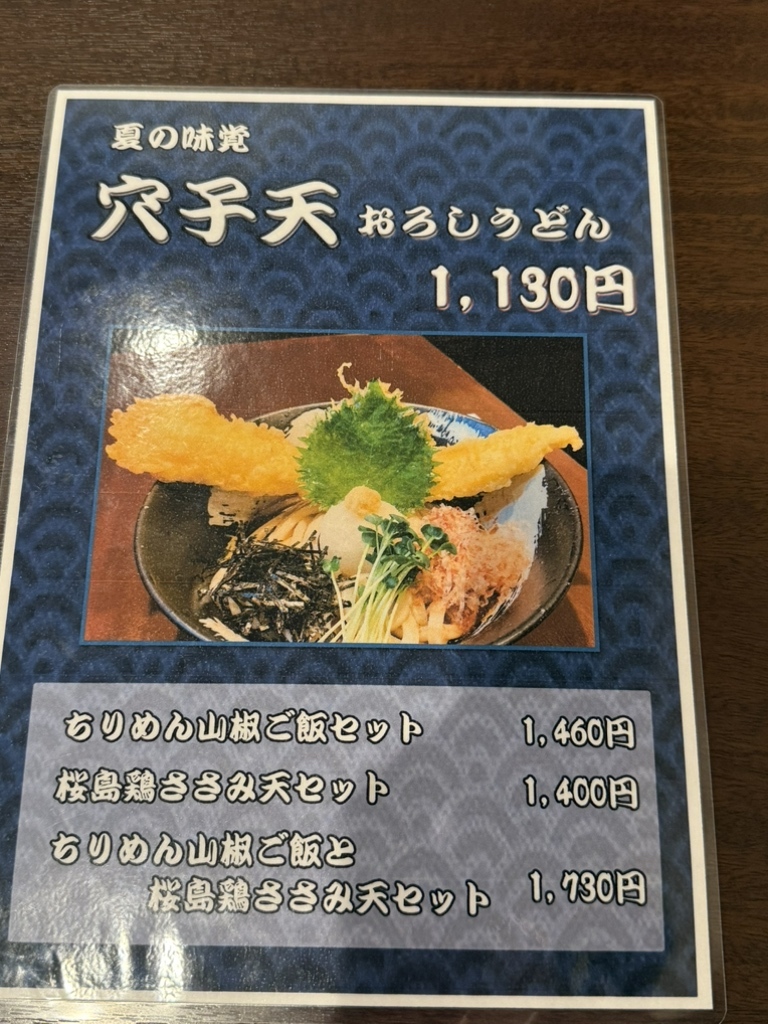 夏の味覚
穴子天 おろしうどん
1,130円
ちりめん山椒ご飯セット 1,460円
桜島鶏ささみ天セット 1,400円
ちりめん山椒ご飯と
桜島鶏ささみ天セット 1,730円